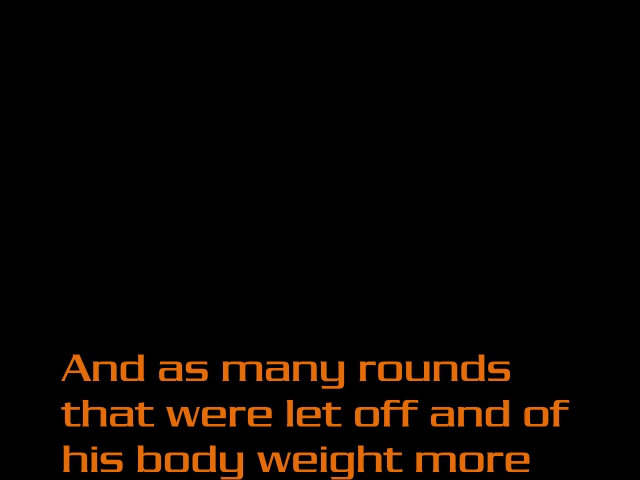 And as many rounds
that were let off and of
his body weight more